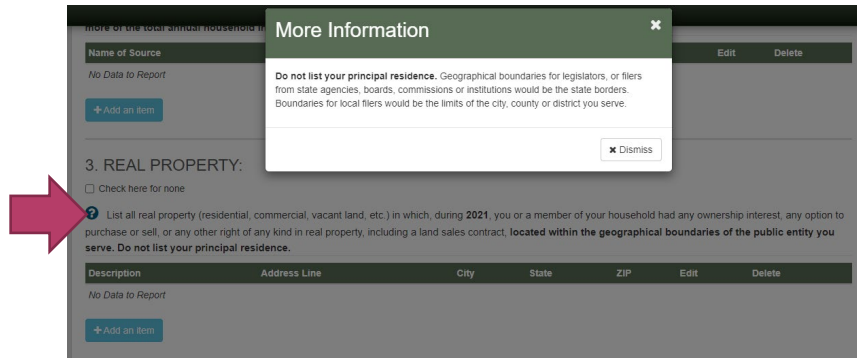 more of the total annual household in
More Information ×
Name of Source Edit Delete
No Data to Report
Do not list your principal residence. Geographical boundaries for legislators, or filers
from state agencies, boards, commissions or institutions would be the state borders.
Boundaries for local filers would be the limits of the city, county or district you serve.
+ Add an item
× Dismiss
3. REAL PROPERTY:
Check here for none
? List all real property (residential, commercial, vacant land, etc.) in which, during 2021, you or a member of your household had any ownership interest, any option to
purchase or sell, or any other right of any kind in real property, including a land sales contract, located within the geographical boundaries of the public entity you
serve. Do not list your principal residence.
Description Address Line City State ZIP Edit Delete
No Data to Report
+ Add an item